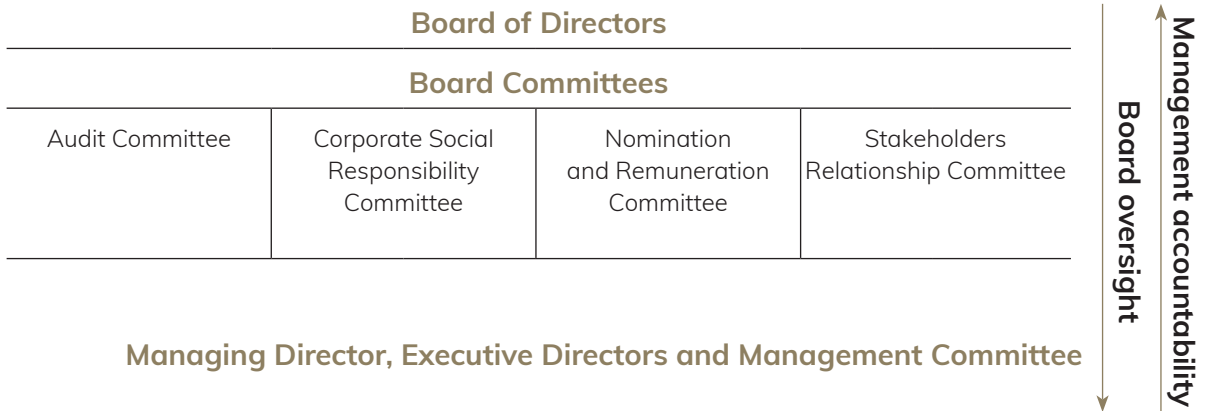 Board of Directors
Board Committees
Audit Committee
Corporate Social
Responsibility
Committee
Nomination
and Remuneration
Committee
Stakeholders
Relationship Committee
Managing Director, Executive Directors and Management Committee
Board oversight
Management accountability